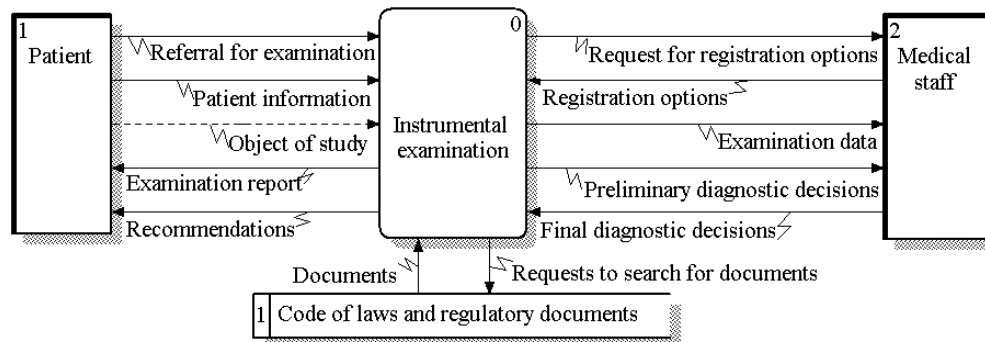 1
Patient
0
Instrumental
examination
2
Medical
staff
Referral for examination
Patient information
Object of study
Examination report
Recommendations
Request for registration options
Registration options
Examination data
Preliminary diagnostic decisions
Final diagnostic decisions
Documents
Requests to search for documents
1 Code of laws and regulatory documents